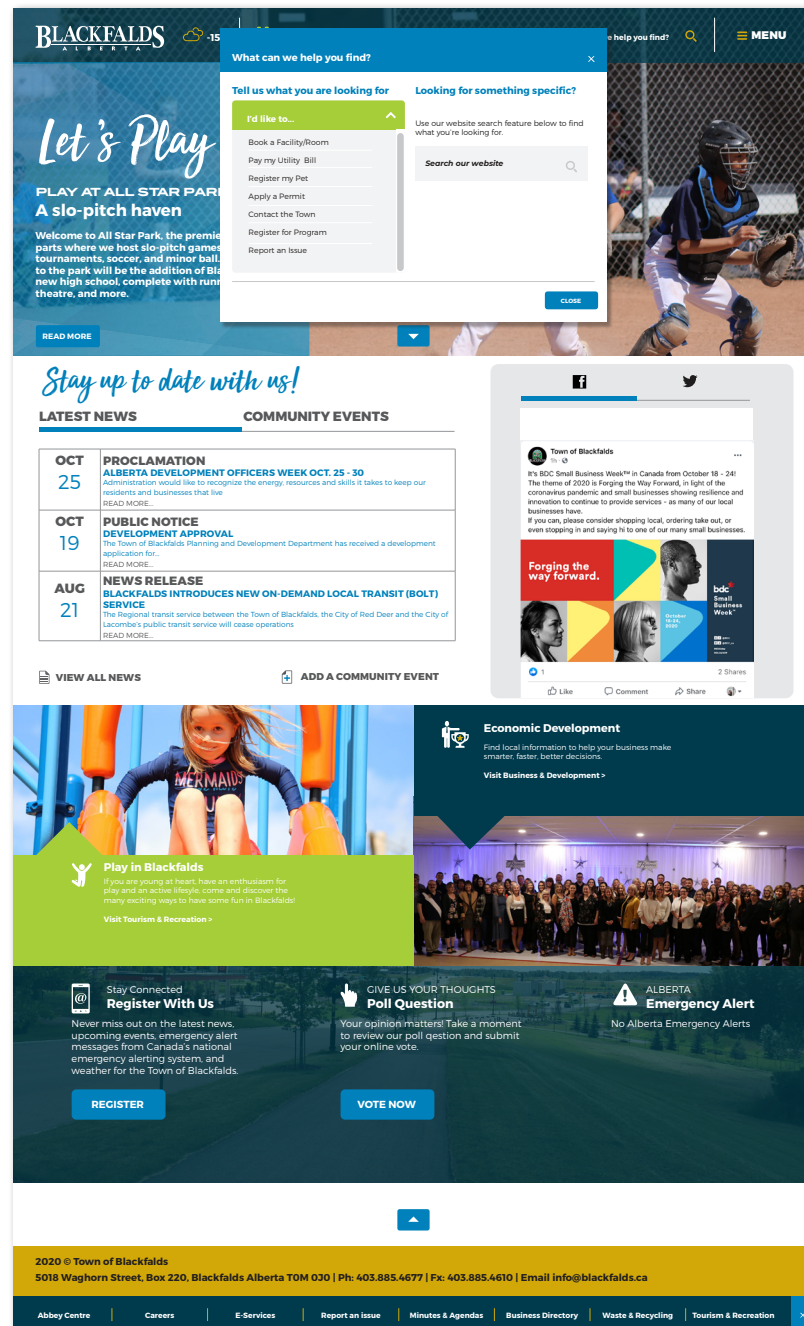 BLACKFALDS
ALBERTA
-15
e help you find?
MENU
What can we help you find?
×
Tell us what you are looking for
I'd like to...
Book a Facility/Room
Pay my Utility Bill
Register my Pet
Apply a Permit
Contact the Town
Register for Program
Report an Issue
Looking for something specific?
Use our website search feature below to find
what you're looking for.
Search our website
CLOSE
Let's Play
PLAY AT ALL STAR PAR
A slo-pitch haven
Welcome to All Star Park, the premie
parts where we host slo-pitch games
tournaments, soccer, and minor ball.
to the park will be the addition of Bla
new high school, complete with runn
theatre, and more.
READ MORE
Stay up to date with us!
LATEST NEWS
COMMUNITY EVENTS
OCT
25
PROCLAMATION
ALBERTA DEVELOPMENT OFFICERS WEEK OCT. 25 - 30
Administration would like to recognize the energy, resources and skills it takes to keep our
residents and businesses that live
READ MORE...
OCT
19
PUBLIC NOTICE
DEVELOPMENT APPROVAL
The Town of Blackfalds Planning and Development Department has received a development
application for...
READ MORE...
AUG
21
NEWS RELEASE
BLACKFALDS INTRODUCES NEW ON-DEMAND LOCAL TRANSIT (BOLT)
SERVICE
The Regional transit service between the Town of Blackfalds, the City of Red Deer and the City of
Lacombe's public transit service will cease operations
READ MORE...
VIEW ALL NEWS
ADD A COMMUNITY EVENT
Town of Blackfalds
1h
It's BDC Small Business Week™ in Canada from October 18 - 24!
The theme of 2020 is Forging the Way Forward, in light of the
coronavirus pandemic and small businesses showing resilience and
innovation to continue to provide services - as many of our local
businesses have.
If you can, please consider shopping local, ordering take out, or
even stopping in and saying hi to one of our many small businesses.
Forging the
way forward.
bdc
Small
Business
Week™
October
18-24,
2020
1
2 Shares
Like
Comment
Share
MERMAIDS
Play in Blackfalds
If you are young at heart, have an enthusiasm for
play and an active lifesyle, come and discover the
many exciting ways to have some fun in Blackfalds!
Visit Tourism & Recreation >
Economic Development
Find local information to help your business make
smarter, faster, better decisions.
Visit Business & Development >
Stay Connected
Register With Us
Never miss out on the latest news,
upcoming events, emergency alert
messages from Canada's national
emergency alerting system, and
weather for the Town of Blackfalds.
REGISTER
GIVE US YOUR THOUGHTS
Poll Question
Your opinion matters! Take a moment
to review our poll qestion and submit
your online vote.
VOTE NOW
ALBERTA
Emergency Alert
No Alberta Emergency Alerts
2020 © Town of Blackfalds
5018 Waghorn Street, Box 220, Blackfalds Alberta T0M 0J0 | Ph: 403.885.4677 | Fx: 403.885.4610 | Email info@blackfalds.ca
Abbey Centre | Careers | E-Services | Report an issue | Minutes & Agendas | Business Directory | Waste & Recycling | Tourism & Recreation
×